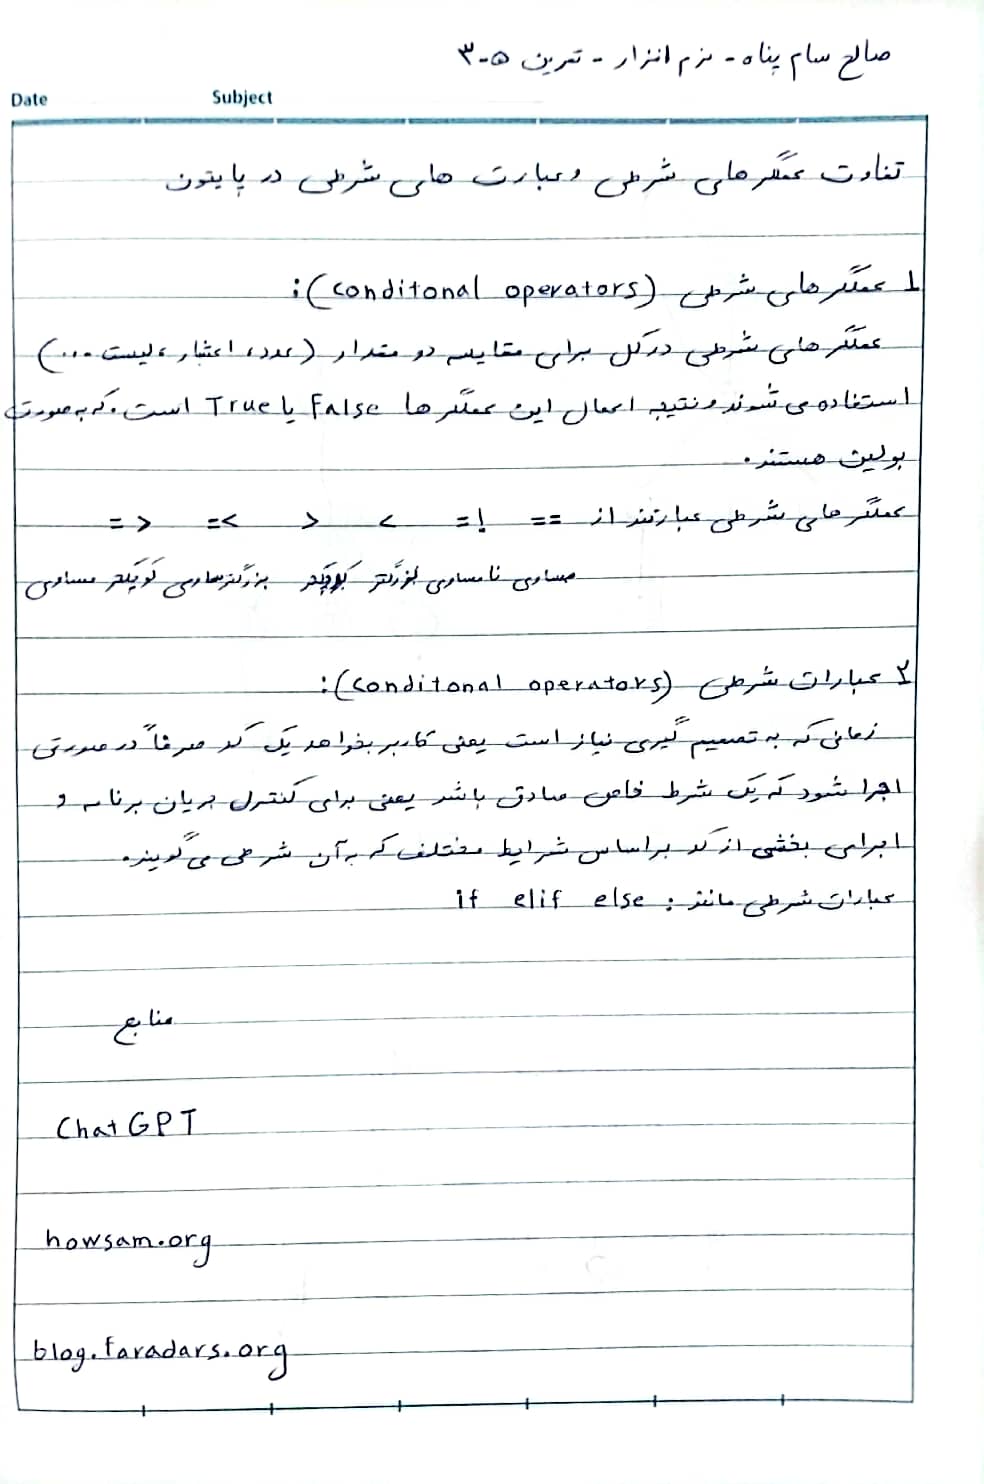 صالح سام پناه - نرم افزار - تمرین ۵-۳
Date Subject
تفاوت عملگرهای شرطی و عبارت های شرطی در پایتون
۱ عملگرهای شرطی (conditonal operators):
عملگرهای شرطی در کل برای مقایسه دو مقدار (عدد، اعشار، لیست ...)
استفاده می شوند و نتیجه اعمال این عملگرها False یا True است. که به صورت
بولین هستند.
عملگرهای شرطی عبارتند از == != > < >= <=
مساوی نامساوی بزرگتر کوچکتر بزرگترمساوی کوچکتر مساوی
۲ عبارات شرطی (conditonal operators):
زمانی که به تصمیم گیری نیاز است یعنی کاربر بخواهد یک کد صرفاً در صورتی
اجرا شود که یک شرط خاص صادق باشد یعنی برای کنترل جریان برنامه و
اجرای بخشی از کد براساس شرایط مختلف که به آن شرطی می گویند.
عبارات شرطی مانند : if elif else
منابع
ChatGPT
howsam.org
blog.faradars.org